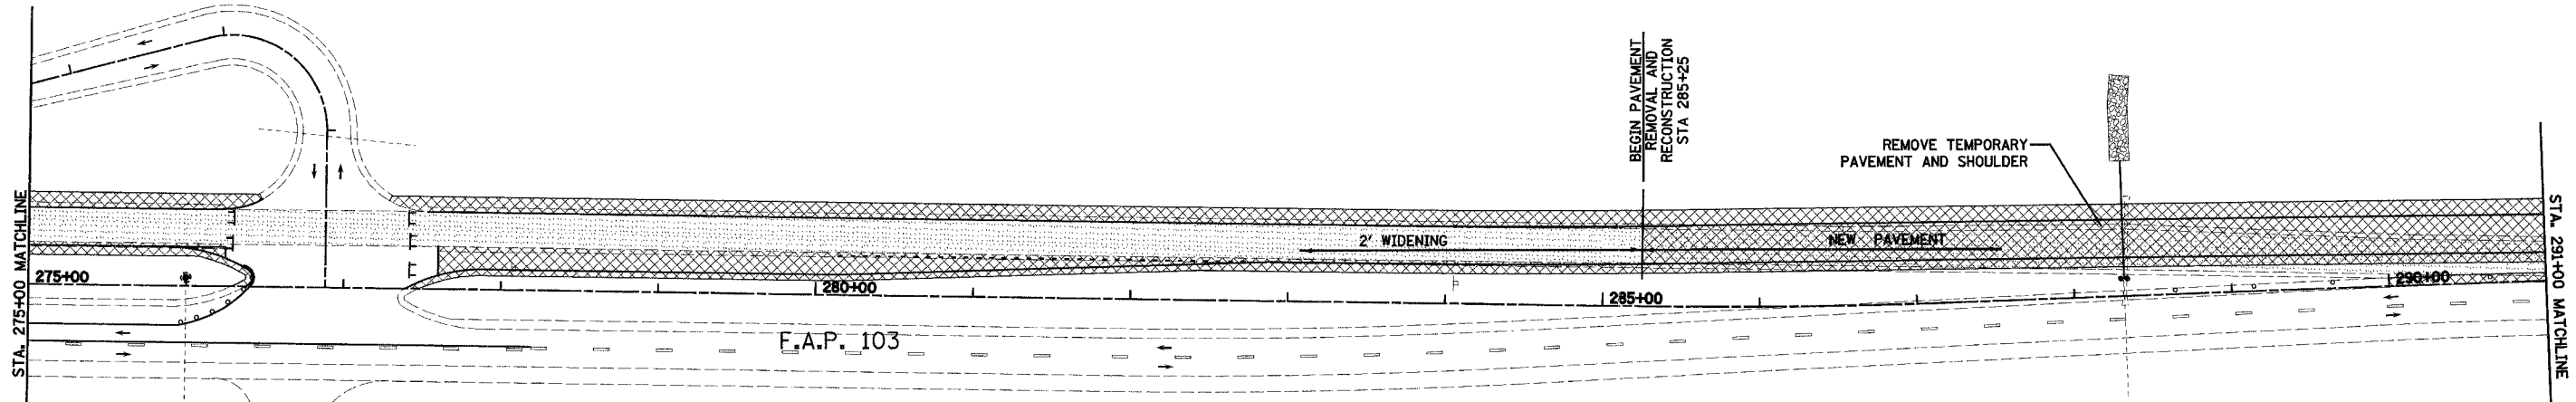 STA. 275+00 MATCHLINE
275+00
F.A.P. 103
280+00
2' WIDENING
BEGIN PAVEMENT
REMOVAL AND
RECONSTRUCTION
STA 285+25
285+00
NEW PAVEMENT
REMOVE TEMPORARY
PAVEMENT AND SHOULDER
290+00
STA. 291+00 MATCHLINE